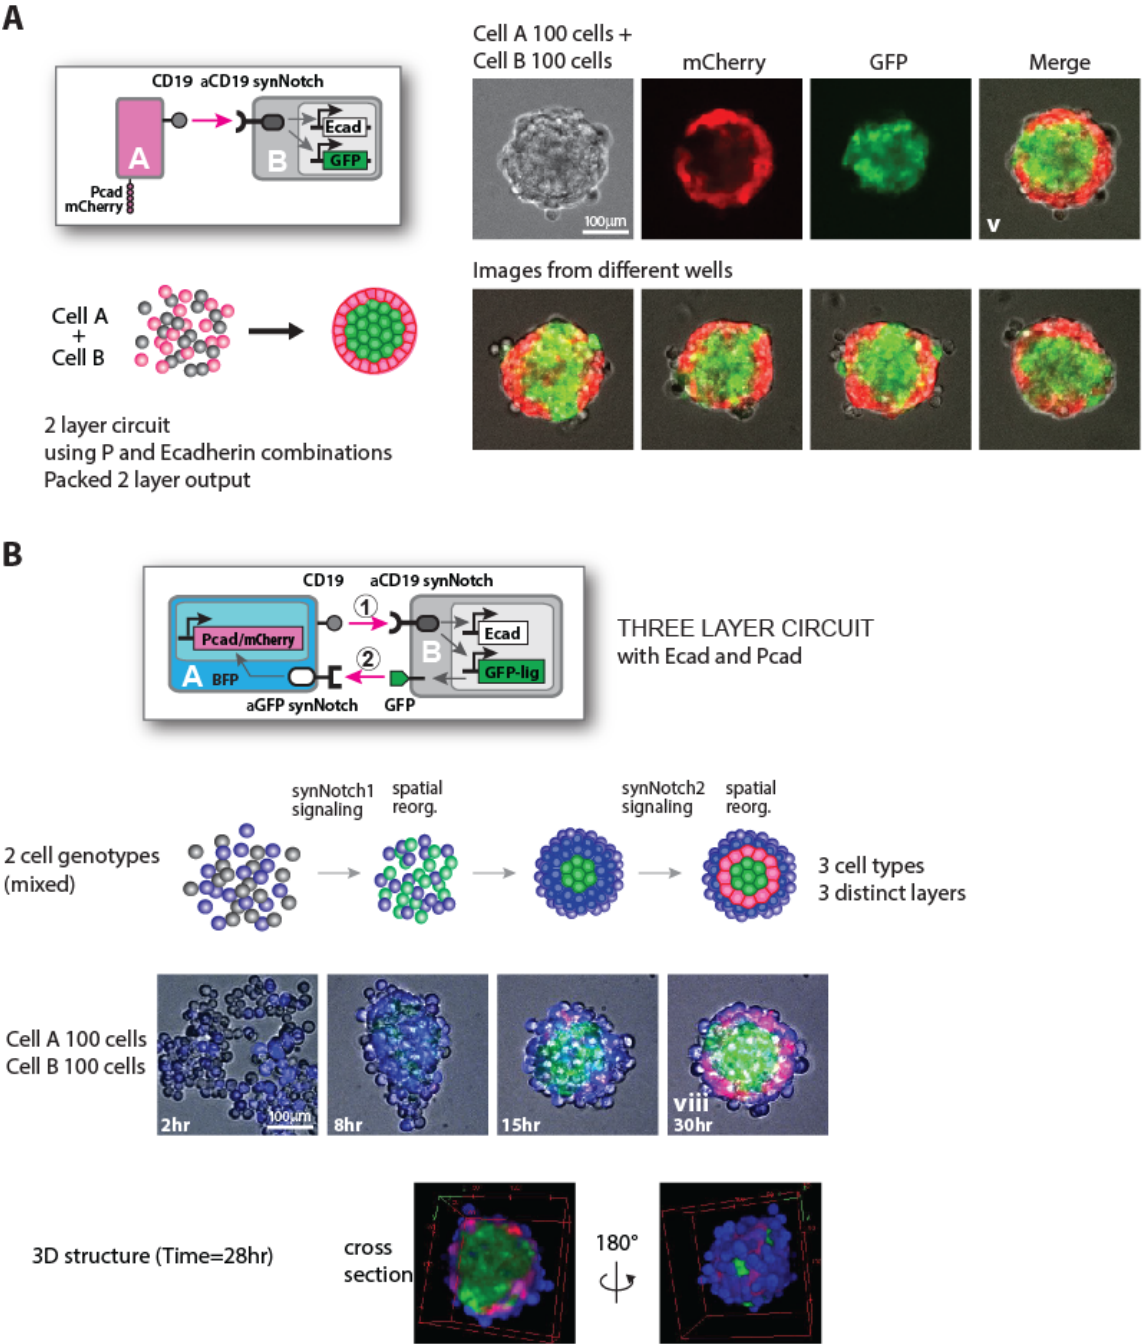 A
CD19 aCD19 synNotch
A
B
Ecad
GFP
Pcad
mCherry
Cell A
+
Cell B
2 layer circuit
using P and Ecadherin combinations
Packed 2 layer output
Cell A 100 cells +
Cell B 100 cells
mCherry
GFP
Merge
100μm
v
Images from different wells
B
CD19
aCD19 synNotch
1
Pcad/mCherry
A
BFP
2
B
Ecad
GFP-lig
aGFP synNotch
GFP
THREE LAYER CIRCUIT
with Ecad and Pcad
synNotch1
signaling
spatial
reorg.
synNotch2
signaling
spatial
reorg.
2 cell genotypes
(mixed)
3 cell types
3 distinct layers
Cell A 100 cells
Cell B 100 cells
2hr
100μm
8hr
15hr
viii
30hr
3D structure (Time=28hr)
cross
section
180°